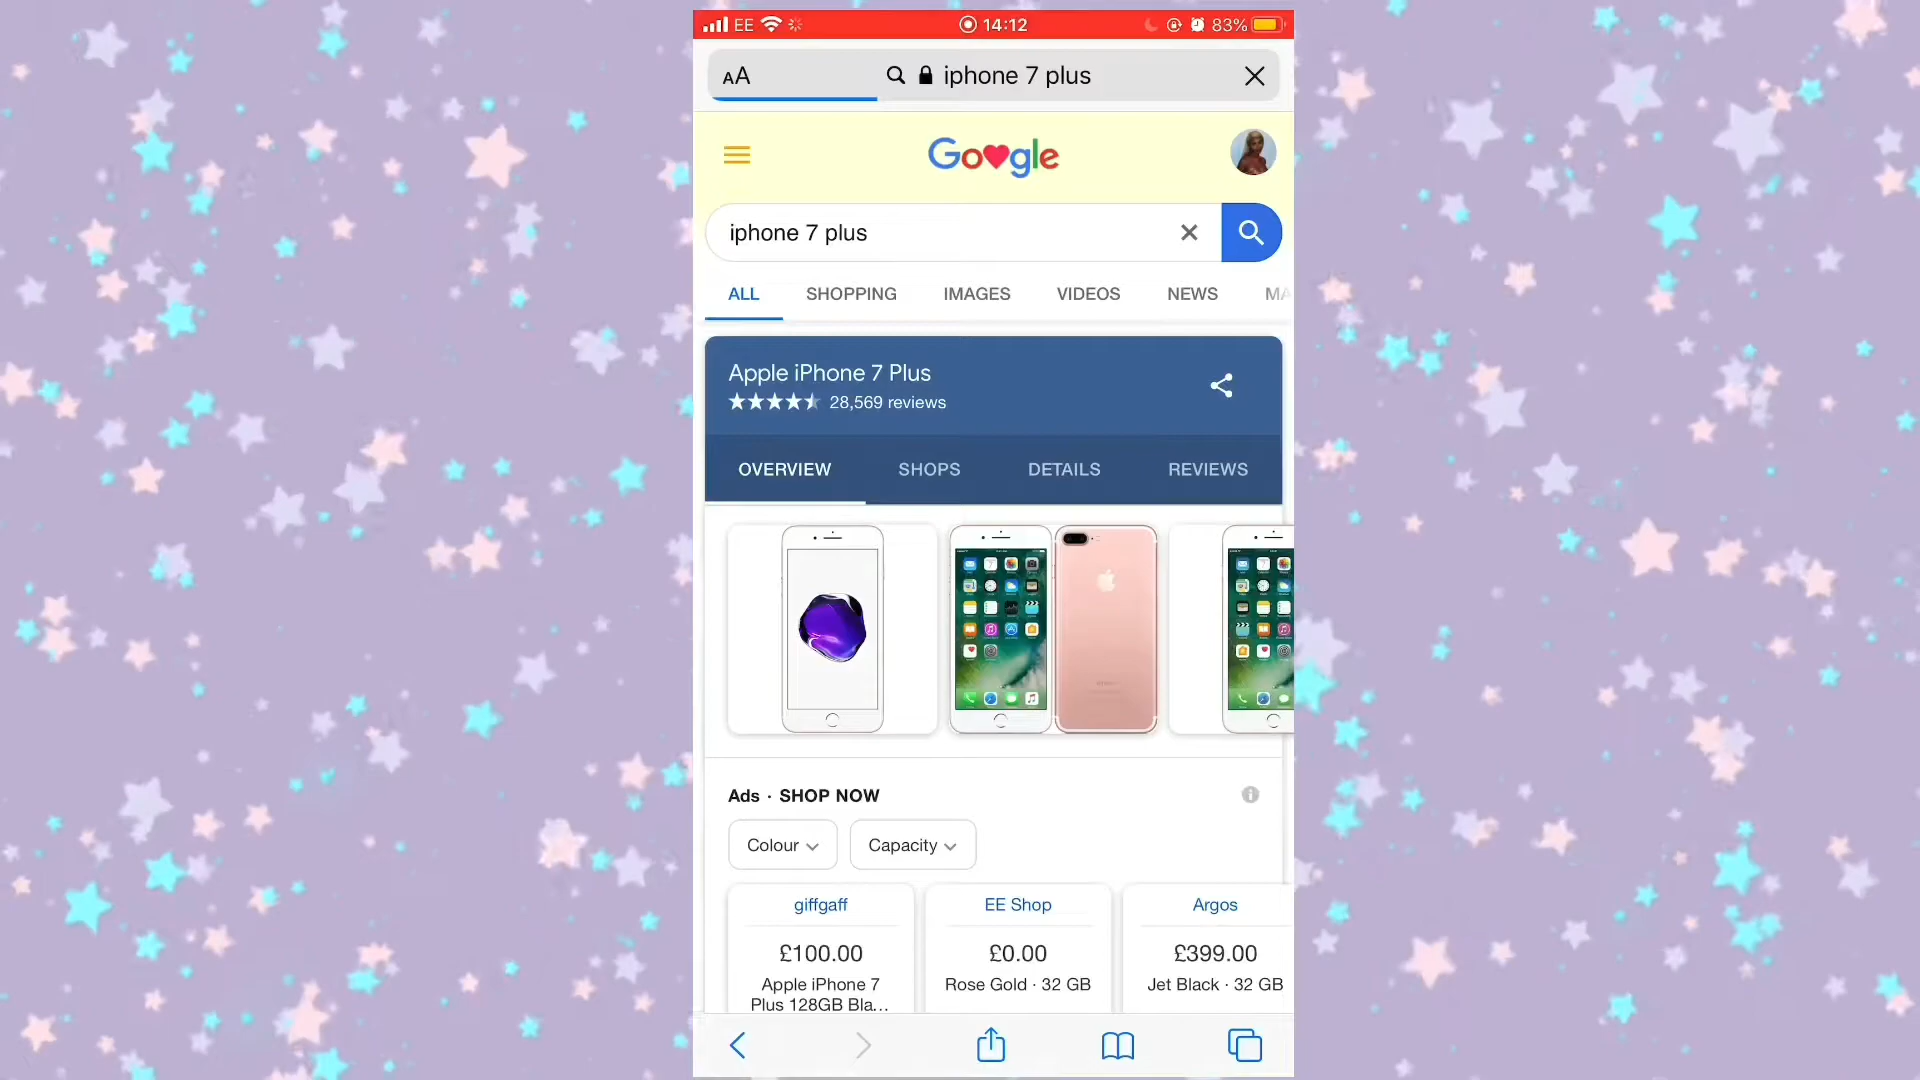 EE 14:12 83%
AA iphone 7 plus
Google
iphone 7 plus
ALL SHOPPING IMAGES VIDEOS NEWS MA
Apple iPhone 7 Plus
28,569 reviews
OVERVIEW SHOPS DETAILS REVIEWS
Ads · SHOP NOW
Colour Capacity
giffgaff EE Shop Argos
£100.00 £0.00 £399.00
Apple iPhone 7 Rose Gold · 32 GB Jet Black · 32 GB
Plus 128GB Bla...